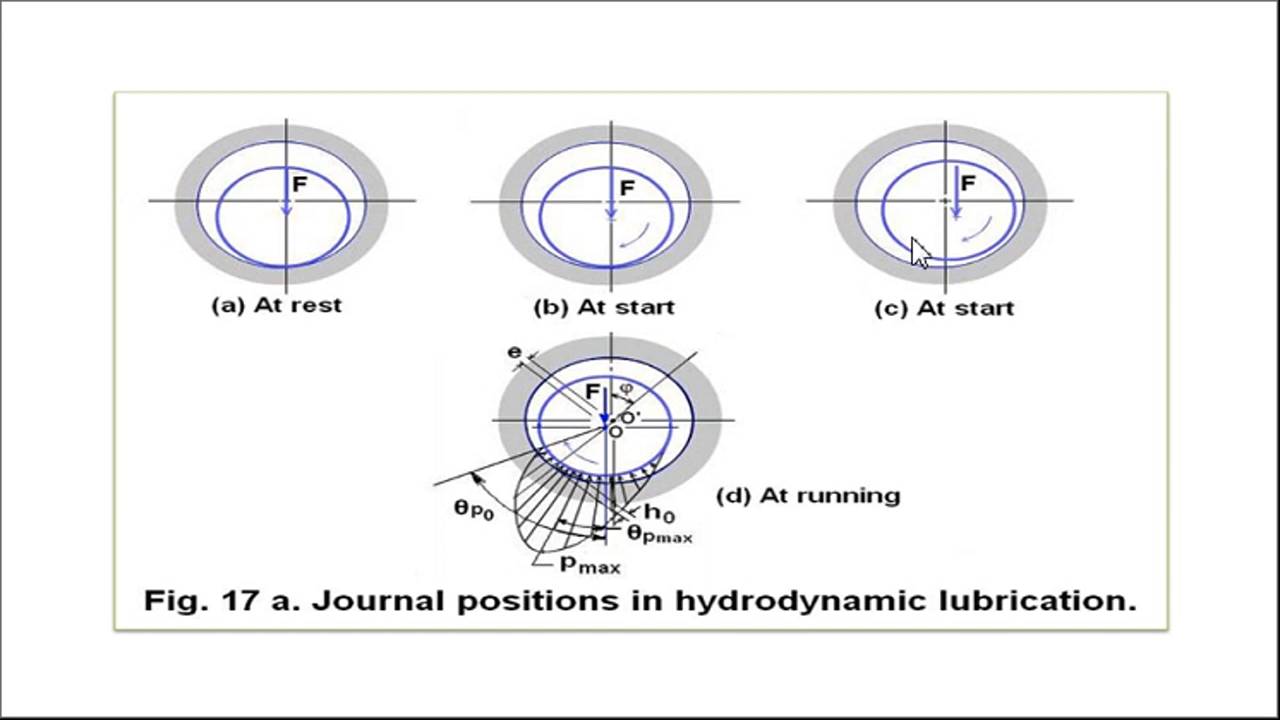 F
F
F
(a) At rest
(b) At start
(c) At start
e
F
φ
O'
O
(d) At running
θp₀
h₀
θpmax
pmax
Fig. 17 a. Journal positions in hydrodynamic lubrication.